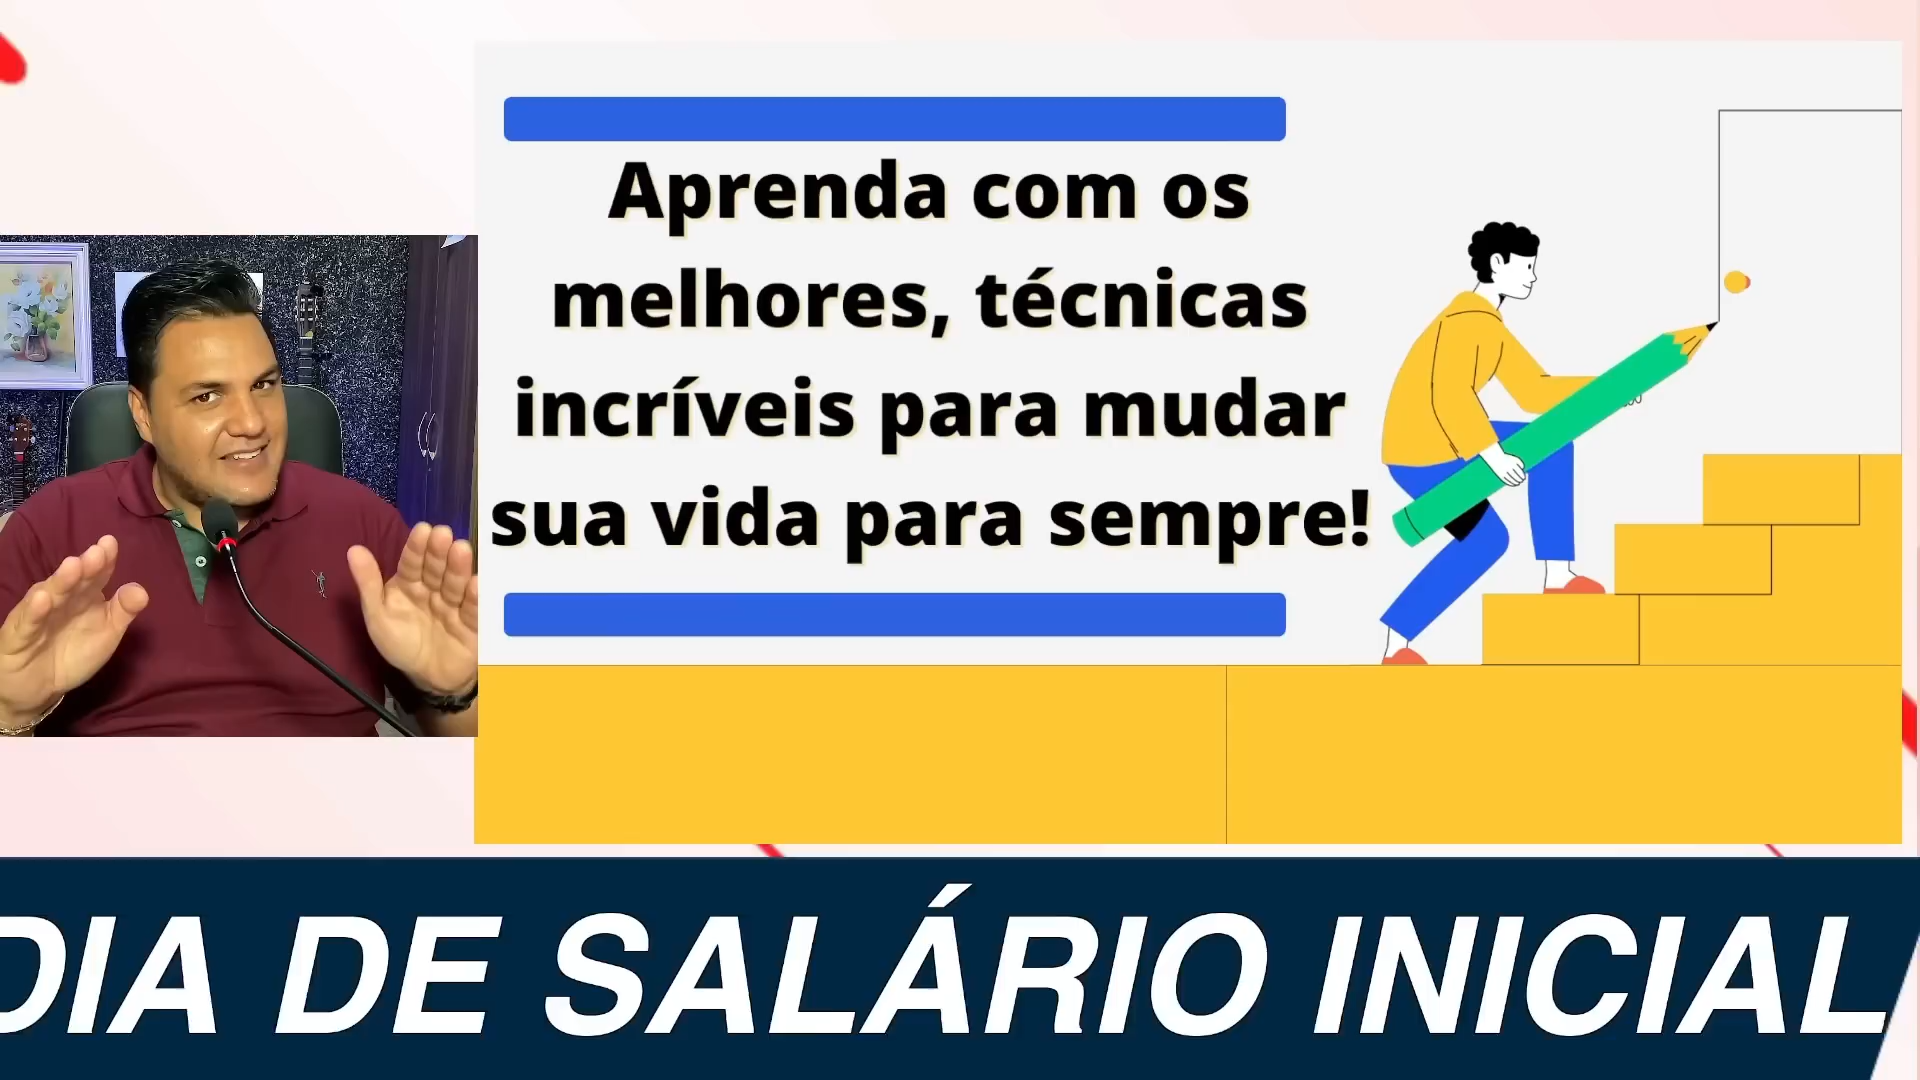 Aprenda com os
melhores, técnicas
incríveis para mudar
sua vida para sempre!
DIA DE SALÁRIO INICIAL